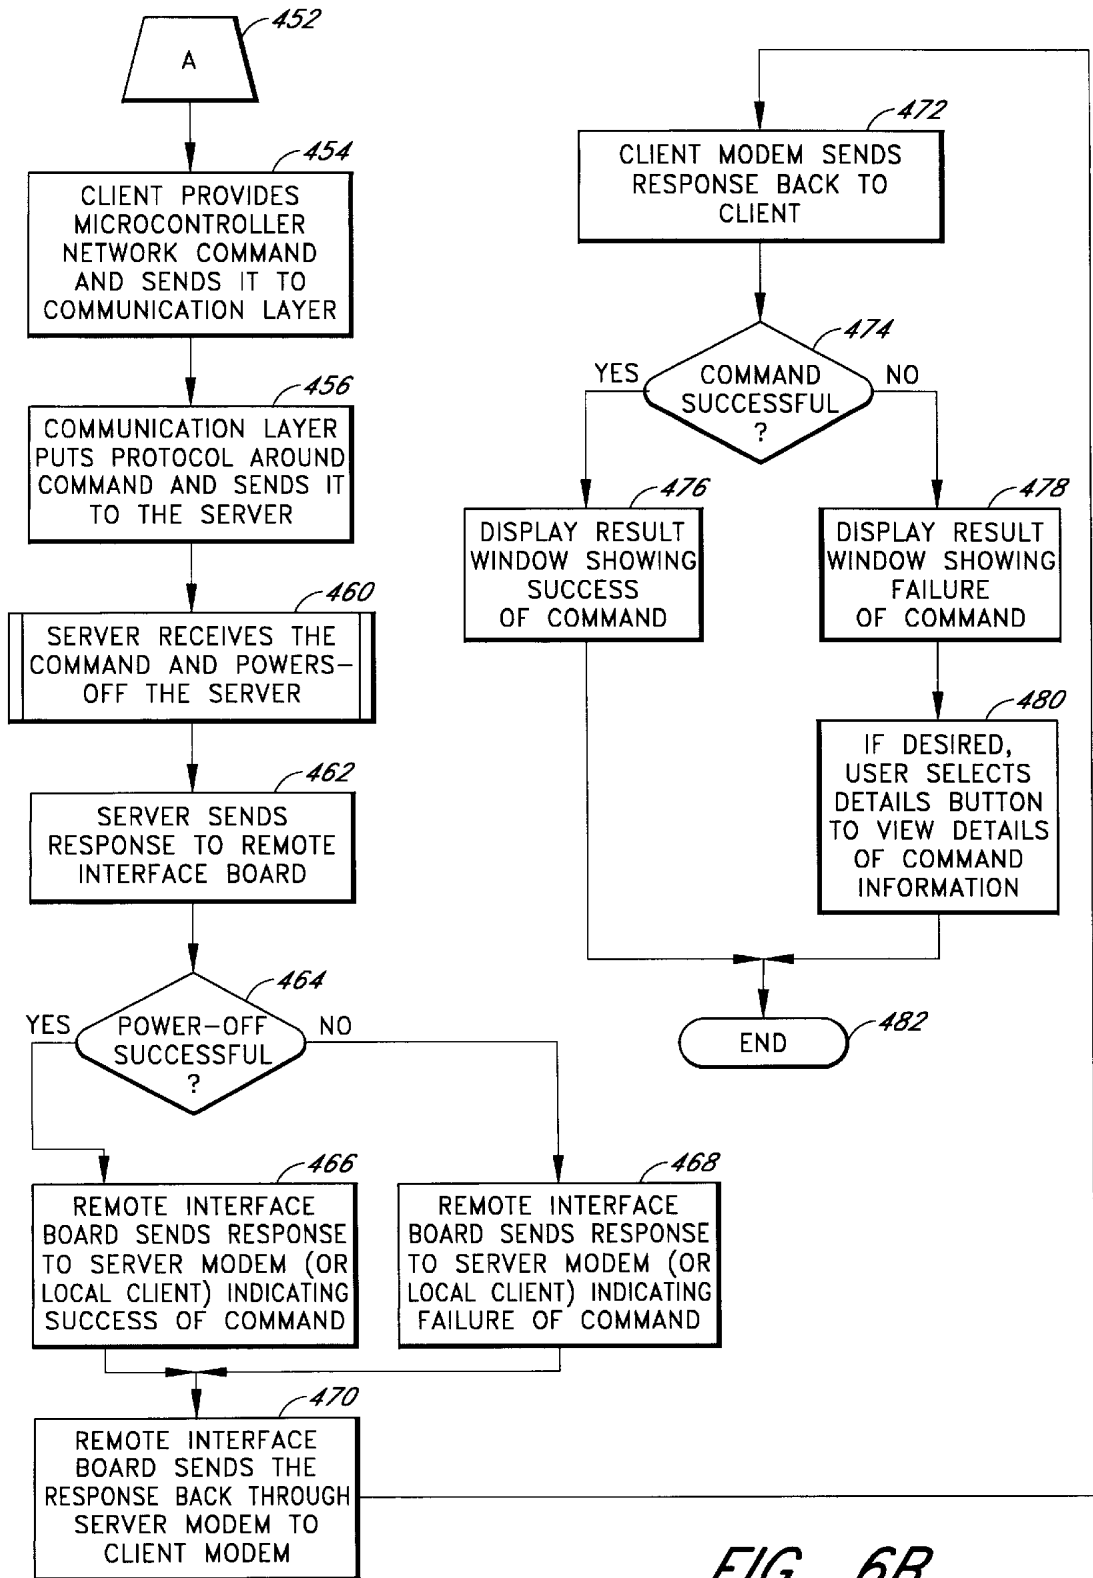 452
A
454
CLIENT PROVIDES
MICROCONTROLLER
NETWORK COMMAND
AND SENDS IT TO
COMMUNICATION LAYER
456
COMMUNICATION LAYER
PUTS PROTOCOL AROUND
COMMAND AND SENDS IT
TO THE SERVER
460
SERVER RECEIVES THE
COMMAND AND POWERS-
OFF THE SERVER
462
SERVER SENDS
RESPONSE TO REMOTE
INTERFACE BOARD
464
YES
POWER-OFF
SUCCESSFUL
?
NO
466
REMOTE INTERFACE
BOARD SENDS RESPONSE
TO SERVER MODEM (OR
LOCAL CLIENT) INDICATING
SUCCESS OF COMMAND
468
REMOTE INTERFACE
BOARD SENDS RESPONSE
TO SERVER MODEM (OR
LOCAL CLIENT) INDICATING
FAILURE OF COMMAND
470
REMOTE INTERFACE
BOARD SENDS THE
RESPONSE BACK THROUGH
SERVER MODEM TO
CLIENT MODEM
472
CLIENT MODEM SENDS
RESPONSE BACK TO
CLIENT
474
YES
COMMAND
SUCCESSFUL
?
NO
476
DISPLAY RESULT
WINDOW SHOWING
SUCCESS
OF COMMAND
478
DISPLAY RESULT
WINDOW SHOWING
FAILURE
OF COMMAND
480
IF DESIRED,
USER SELECTS
DETAILS BUTTON
TO VIEW DETAILS
OF COMMAND
INFORMATION
END
482
FIG. 6B